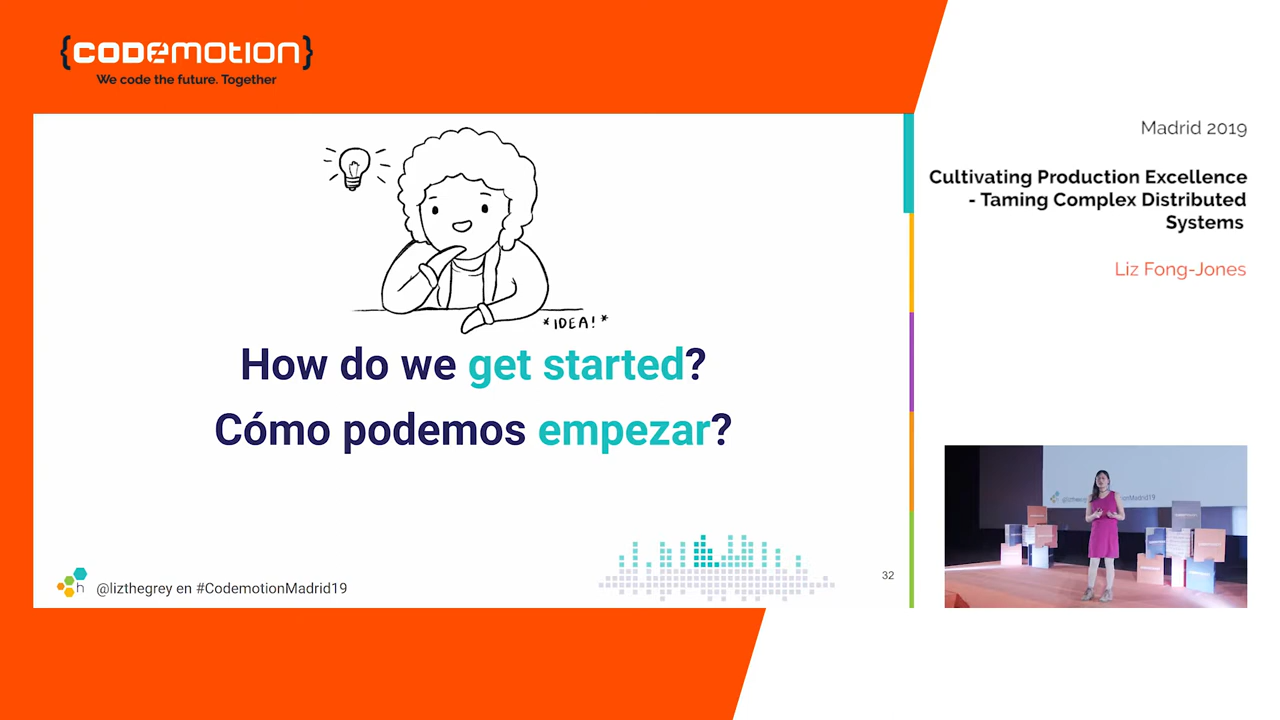 {CODEMOTION}
We code the future. Together
Madrid 2019
Cultivating Production Excellence
- Taming Complex Distributed
Systems
Liz Fong-Jones
*IDEA!*
How do we get started?
Cómo podemos empezar?
h
@lizthegrey en #CodemotionMadrid19
32